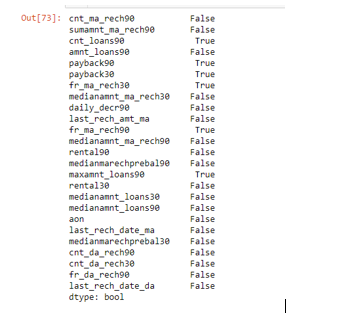 Out[73]: cnt_ma_rech90 False
sumamnt_ma_rech90 False
cnt_loans90 True
amnt_loans90 False
payback90 True
payback30 True
fr_ma_rech30 True
medianamnt_ma_rech30 False
daily_decr90 False
last_rech_amt_ma False
fr_ma_rech90 True
medianamnt_ma_rech90 False
rental90 False
medianmarechprebal90 False
maxamnt_loans90 True
rental30 False
medianamnt_loans30 False
medianamnt_loans90 False
aon False
last_rech_date_ma False
medianmarechprebal30 False
cnt_da_rech90 False
cnt_da_rech30 False
fr_da_rech90 False
last_rech_date_da False
dtype: bool